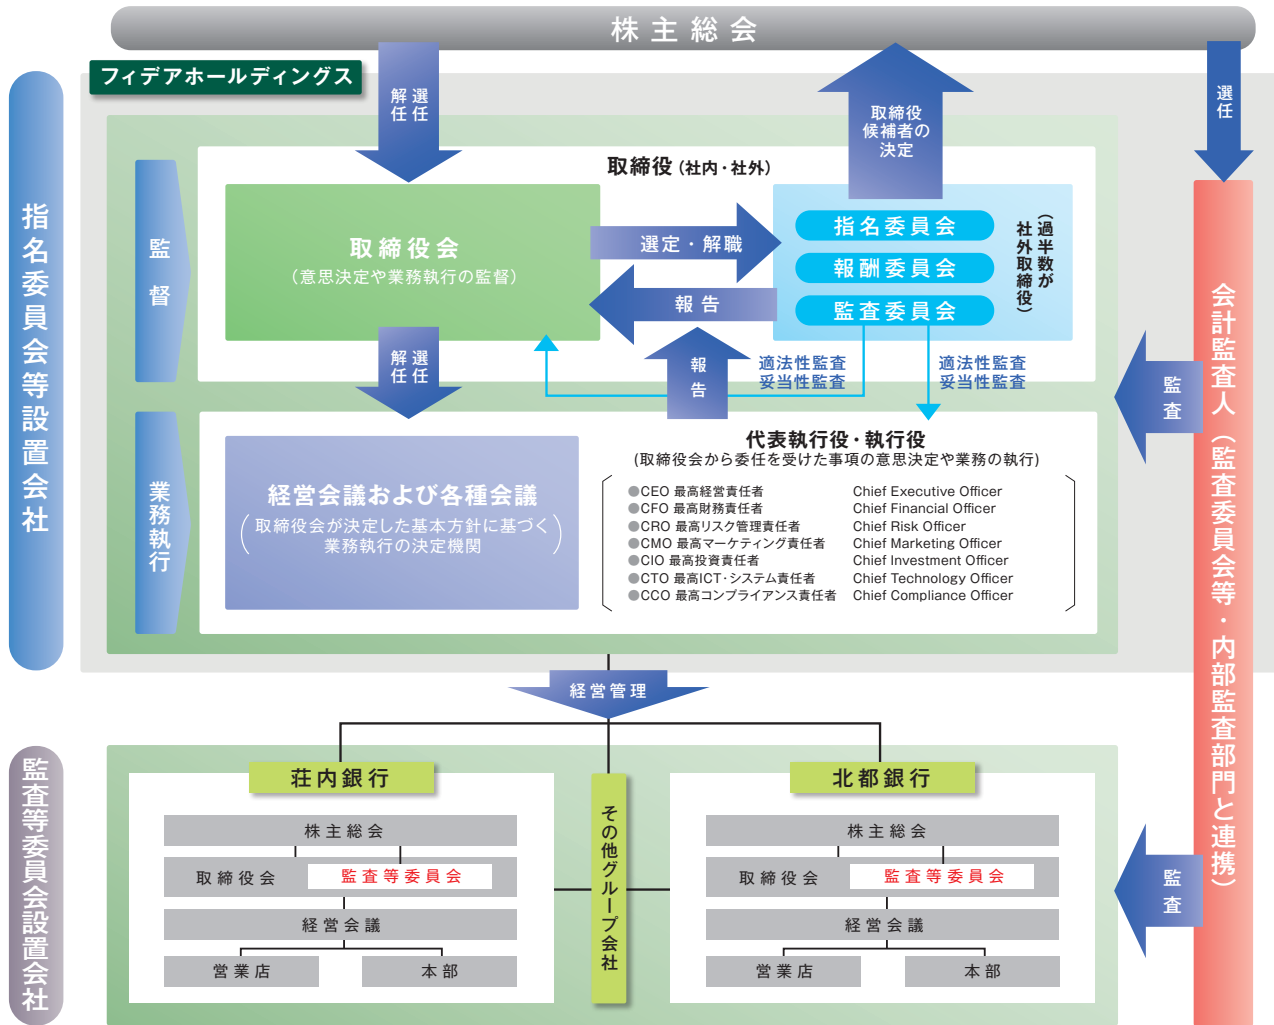 株主総会
フィデアホールディングス
指名委員会等設置会社
選任
解任
取締役
候補者の
決定
選任
監督
取締役（社内・社外）
取締役会
（意思決定や業務執行の監督）
選定・解職
報告
指名委員会
報酬委員会
監査委員会
（過半数が
社外取締役）
選任
解任
報告
適法性監査
妥当性監査
適法性監査
妥当性監査
監査
会計監査人（監査委員会等・内部監査部門と連携）
業務執行
経営会議および各種会議
（取締役会が決定した基本方針に基づく
業務執行の決定機関）
代表執行役・執行役
(取締役会から委任を受けた事項の意思決定や業務の執行)
●CEO 最高経営責任者 Chief Executive Officer
●CFO 最高財務責任者 Chief Financial Officer
●CRO 最高リスク管理責任者 Chief Risk Officer
●CMO 最高マーケティング責任者 Chief Marketing Officer
●CIO 最高投資責任者 Chief Investment Officer
●CTO 最高ICT・システム責任者 Chief Technology Officer
●CCO 最高コンプライアンス責任者 Chief Compliance Officer
経営管理
監査等委員会設置会社
荘内銀行
株主総会
取締役会 監査等委員会
経営会議
営業店 本部
その他グループ会社
北都銀行
株主総会
取締役会 監査等委員会
経営会議
営業店 本部
監査